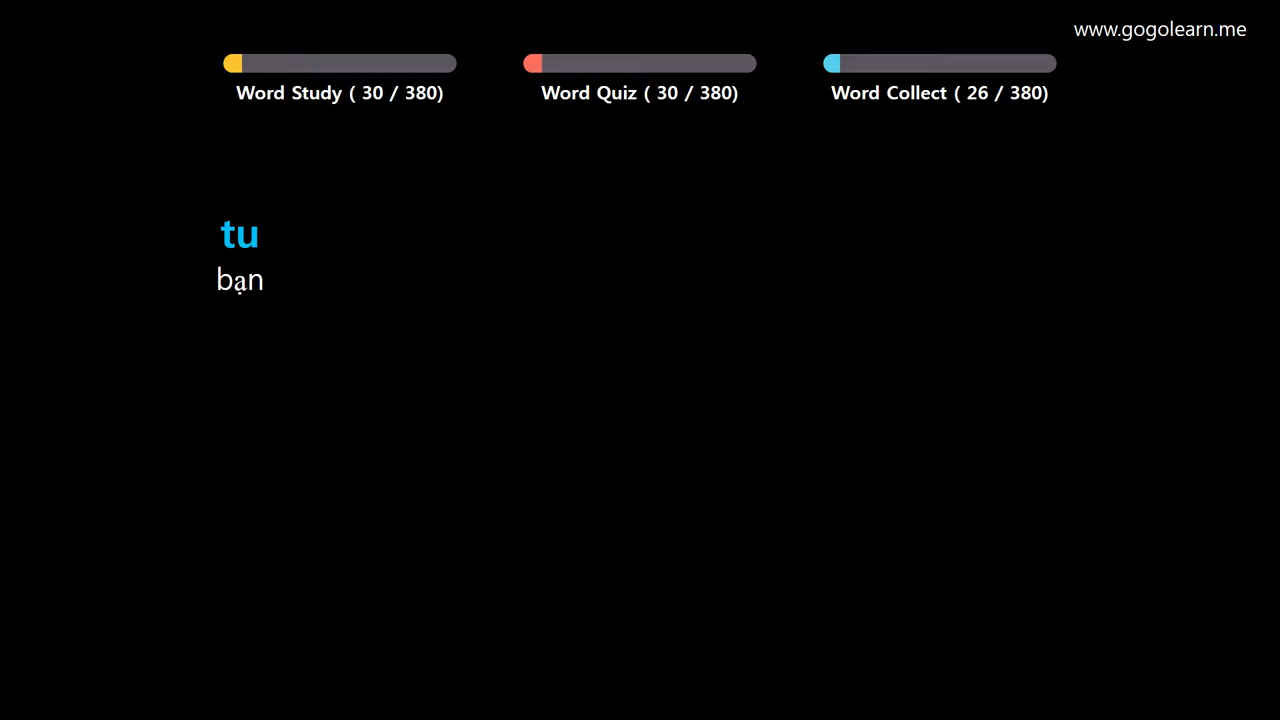 www.gogolearn.me
Word Study ( 30 / 380)
Word Quiz ( 30 / 380)
Word Collect ( 26 / 380)
tu
bạn